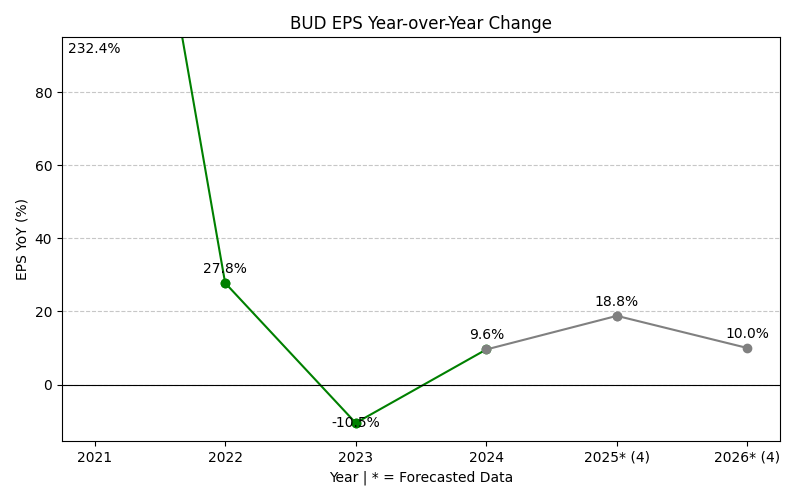 BUD EPS Year-over-Year Change
232.4%
80
60
40
27.8%
20
18.8%
9.6%
10.0%
0
-10.5%
EPS YoY (%)
2021 2022 2023 2024 2025* (4) 2026* (4)
Year | * = Forecasted Data